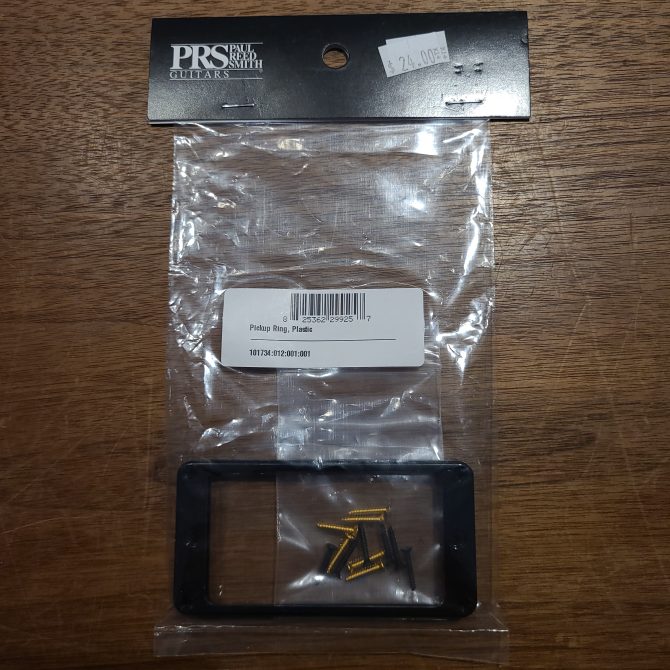 PRS PAUL
REED
SMITH
GUITARS
$ 24.00
8 25362 29925 7
Pickup Ring, Plastic
101734:012:001:001